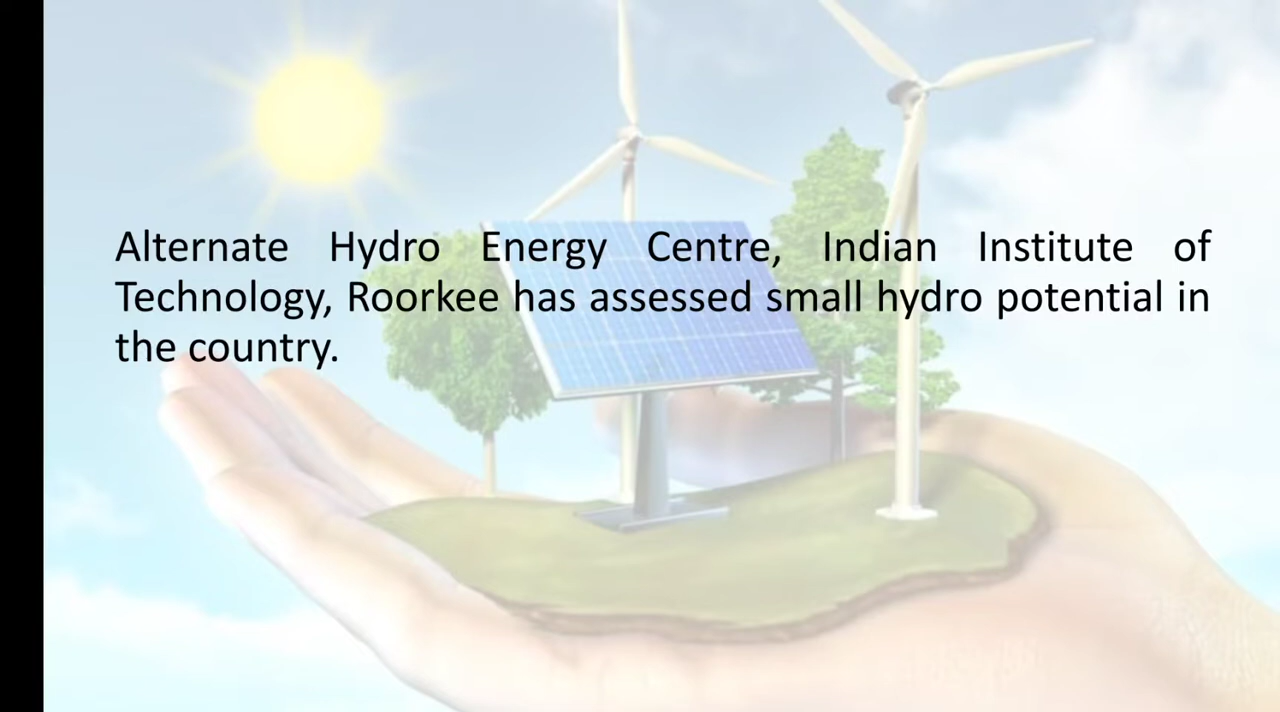 Alternate Hydro Energy Centre, Indian Institute of
Technology, Roorkee has assessed small hydro potential in
the country.